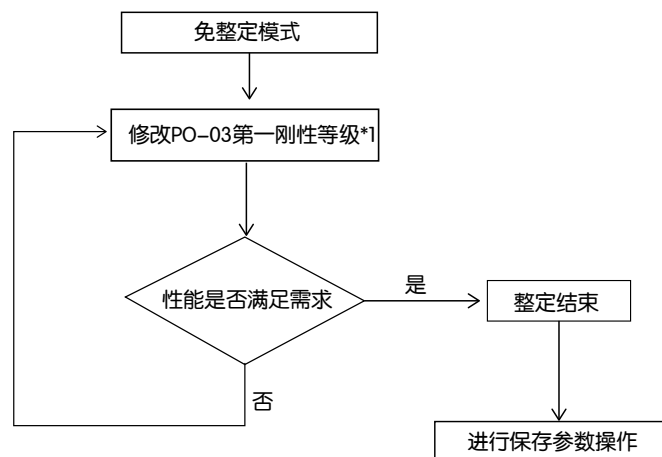 免整定模式
修改PO-03第一刚性等级*1
性能是否满足需求
是
整定结束
否
进行保存参数操作